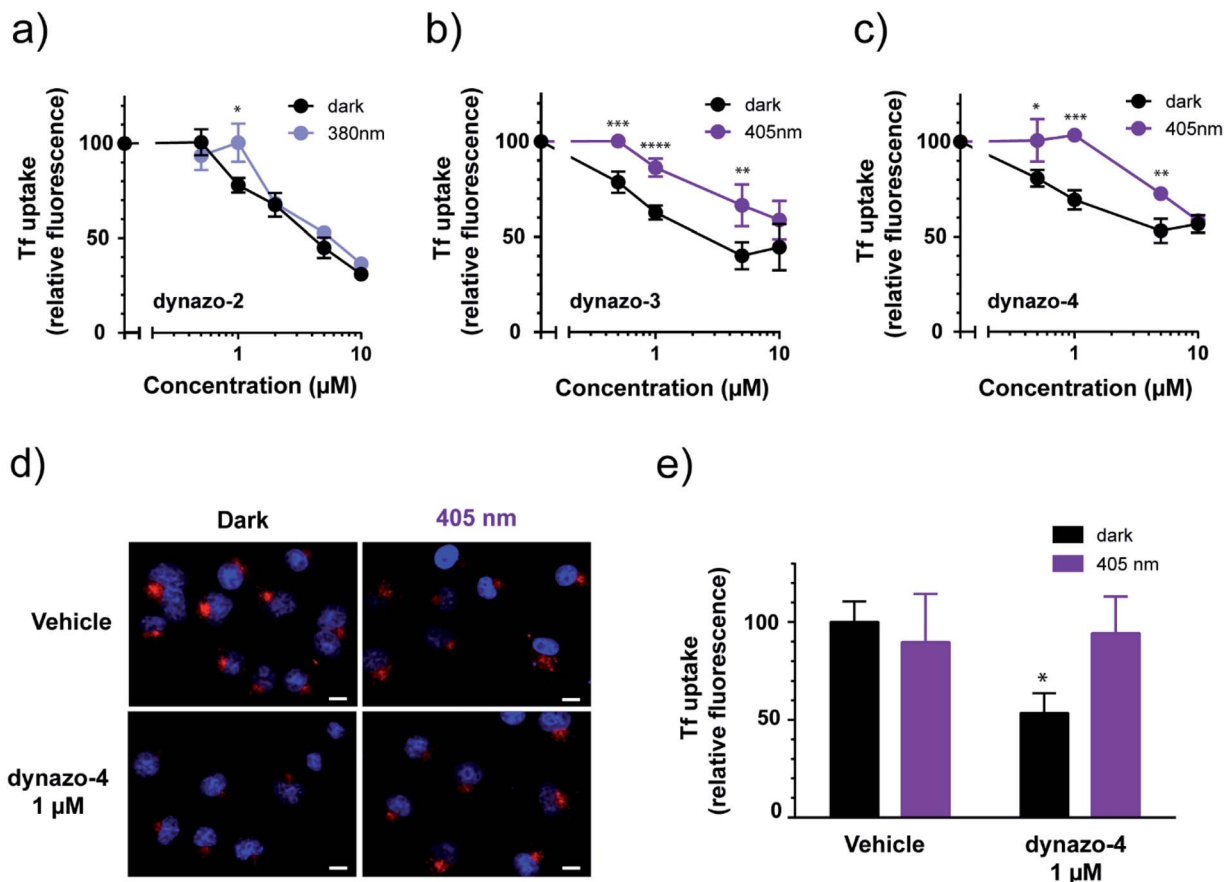 a)
Tf uptake
(relative fluorescence)
100
50
0
*
dark
380nm
dynazo-2
1
10
Concentration (µM)
b)
Tf uptake
(relative fluorescence)
100
50
0
***
****
**
dark
405nm
dynazo-3
1
10
Concentration (µM)
c)
Tf uptake
(relative fluorescence)
100
50
0
*
***
**
dark
405nm
dynazo-4
1
10
Concentration (µM)
d)
Dark
405 nm
Vehicle
dynazo-4
1 µM
e)
Tf uptake
(relative fluorescence)
100
50
0
dark
405 nm
*
Vehicle
dynazo-4
1 µM